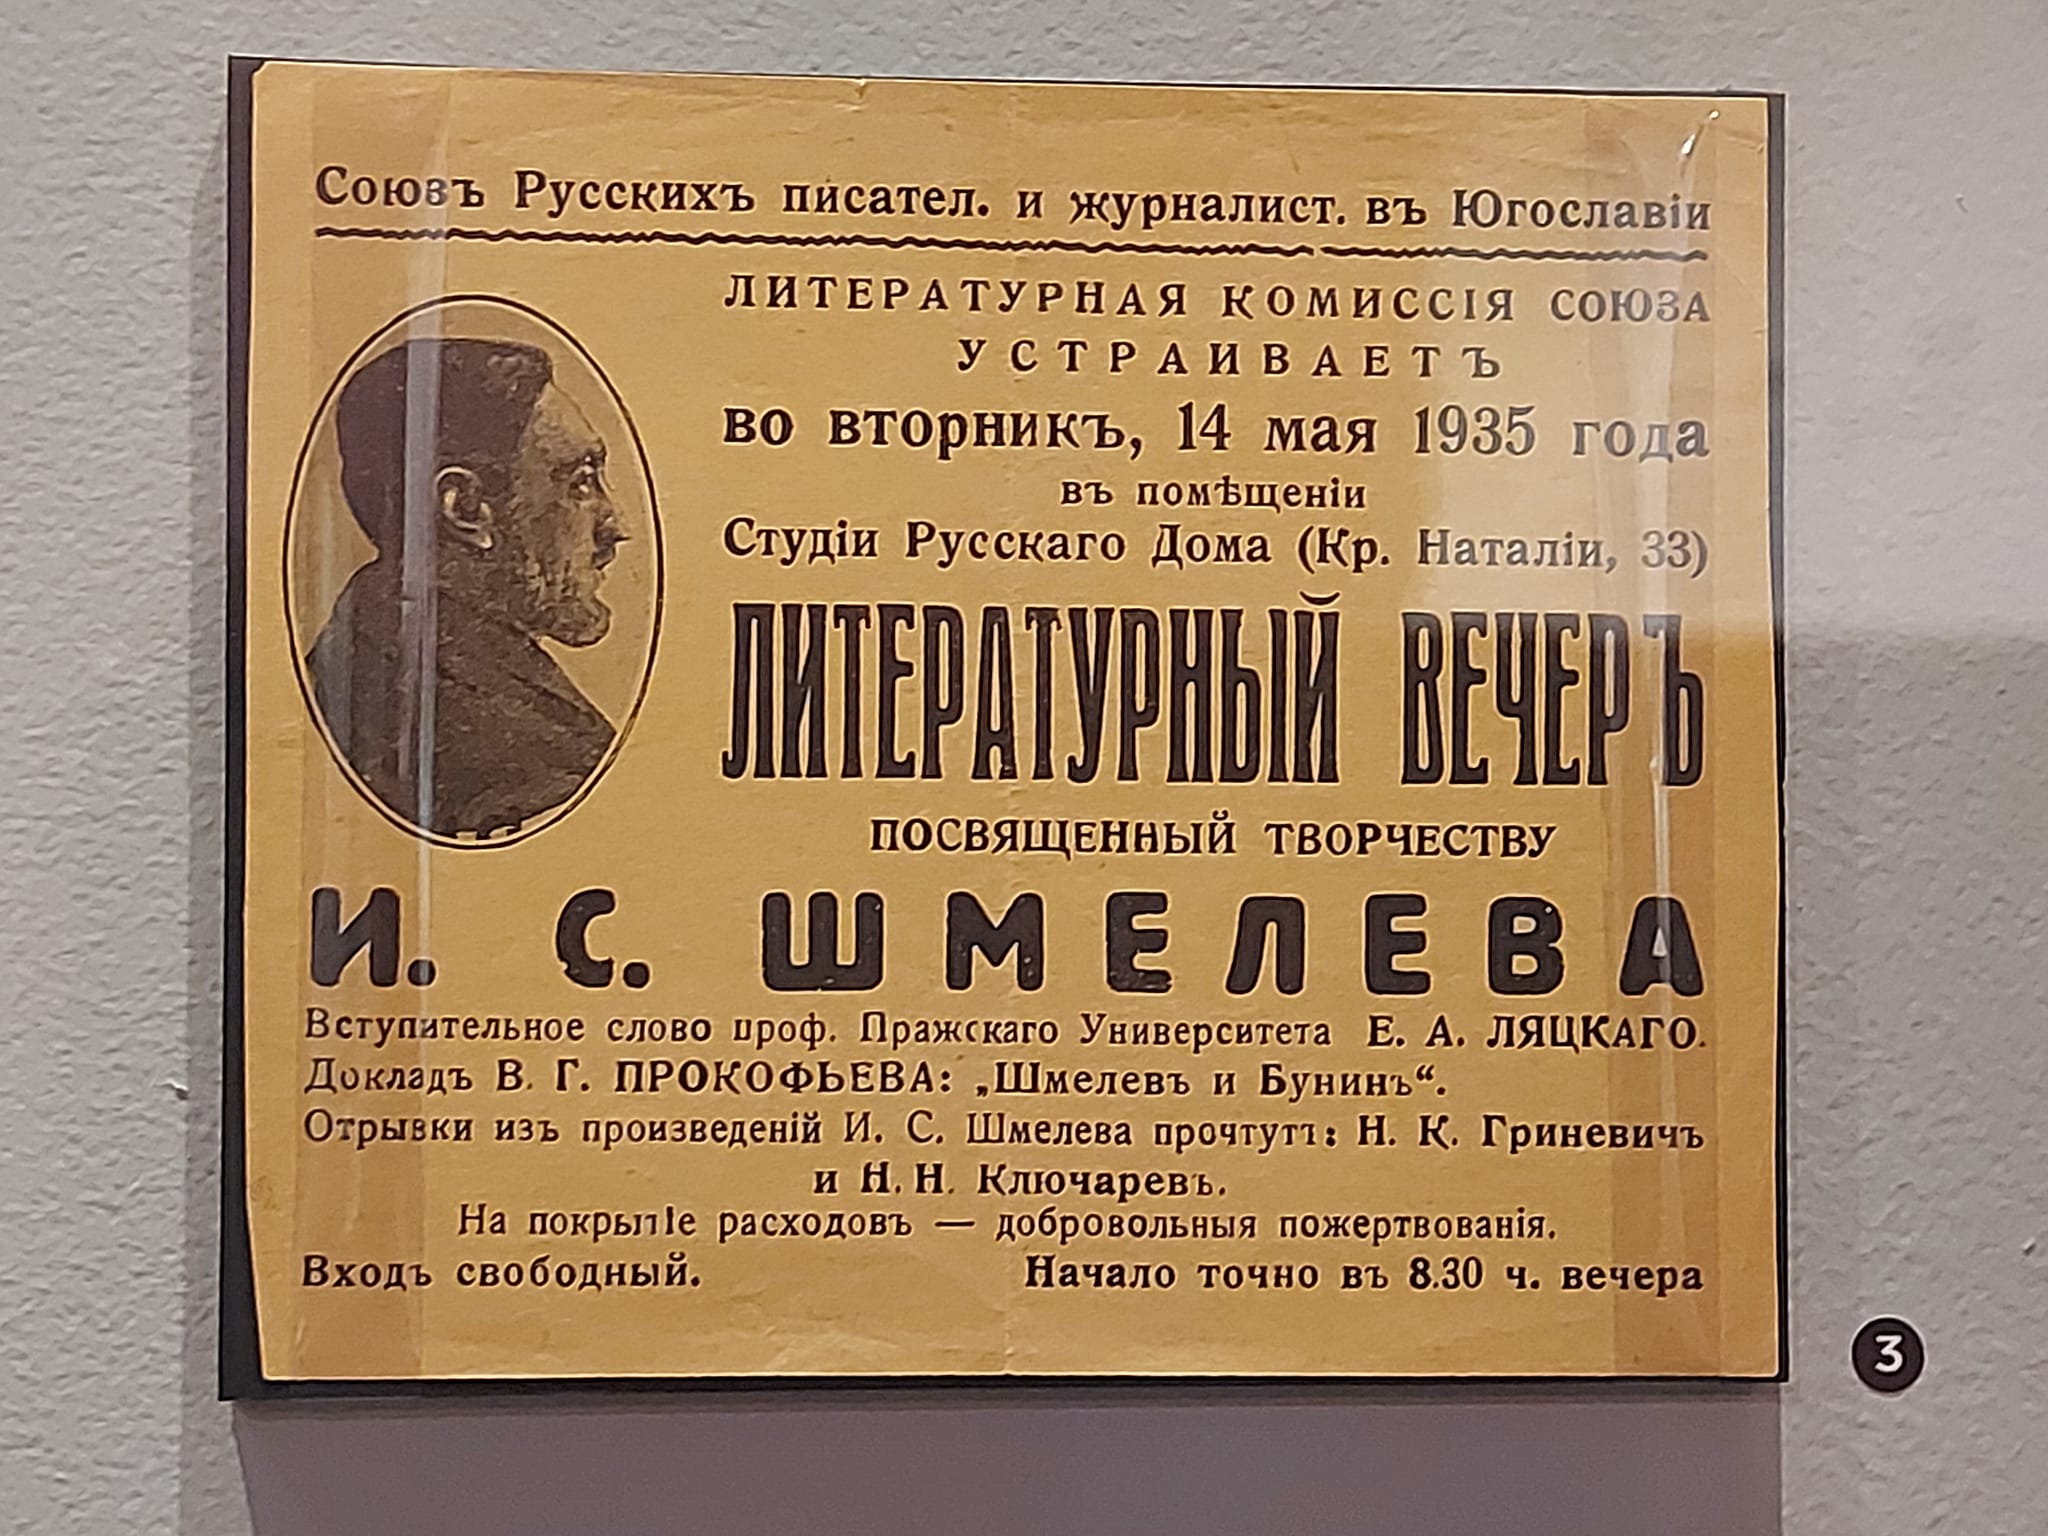 Союзъ Русскихъ писател. и журналист. въ Югославіи
ЛИТЕРАТУРНАЯ КОМИССІЯ СОЮЗА
УСТРАИВАЕТЪ
во вторникъ, 14 мая 1935 года
въ помѣщеніи
Студіи Русскаго Дома (Кр. Наталіи, 33)
ЛИТЕРАТУРНЫЙ ВЕЧЕРЪ
ПОСВЯЩЕННЫЙ ТВОРЧЕСТВУ
И. С. ШМЕЛЕВА
Вступительное слово проф. Пражскаго Университета Е. А. ЛЯЦКАГО.
Докладъ В. Г. ПРОКОФЬЕВА: „Шмелевъ и Бунинъ“.
Отрывки изъ произведеній И. С. Шмелева прочтутъ: Н. К. Гриневичъ
и Н. Н. Ключаревъ.
На покрытіе расходовъ — добровольныя пожертвованія.
Входъ свободный. Начало точно въ 8.30 ч. вечера
3